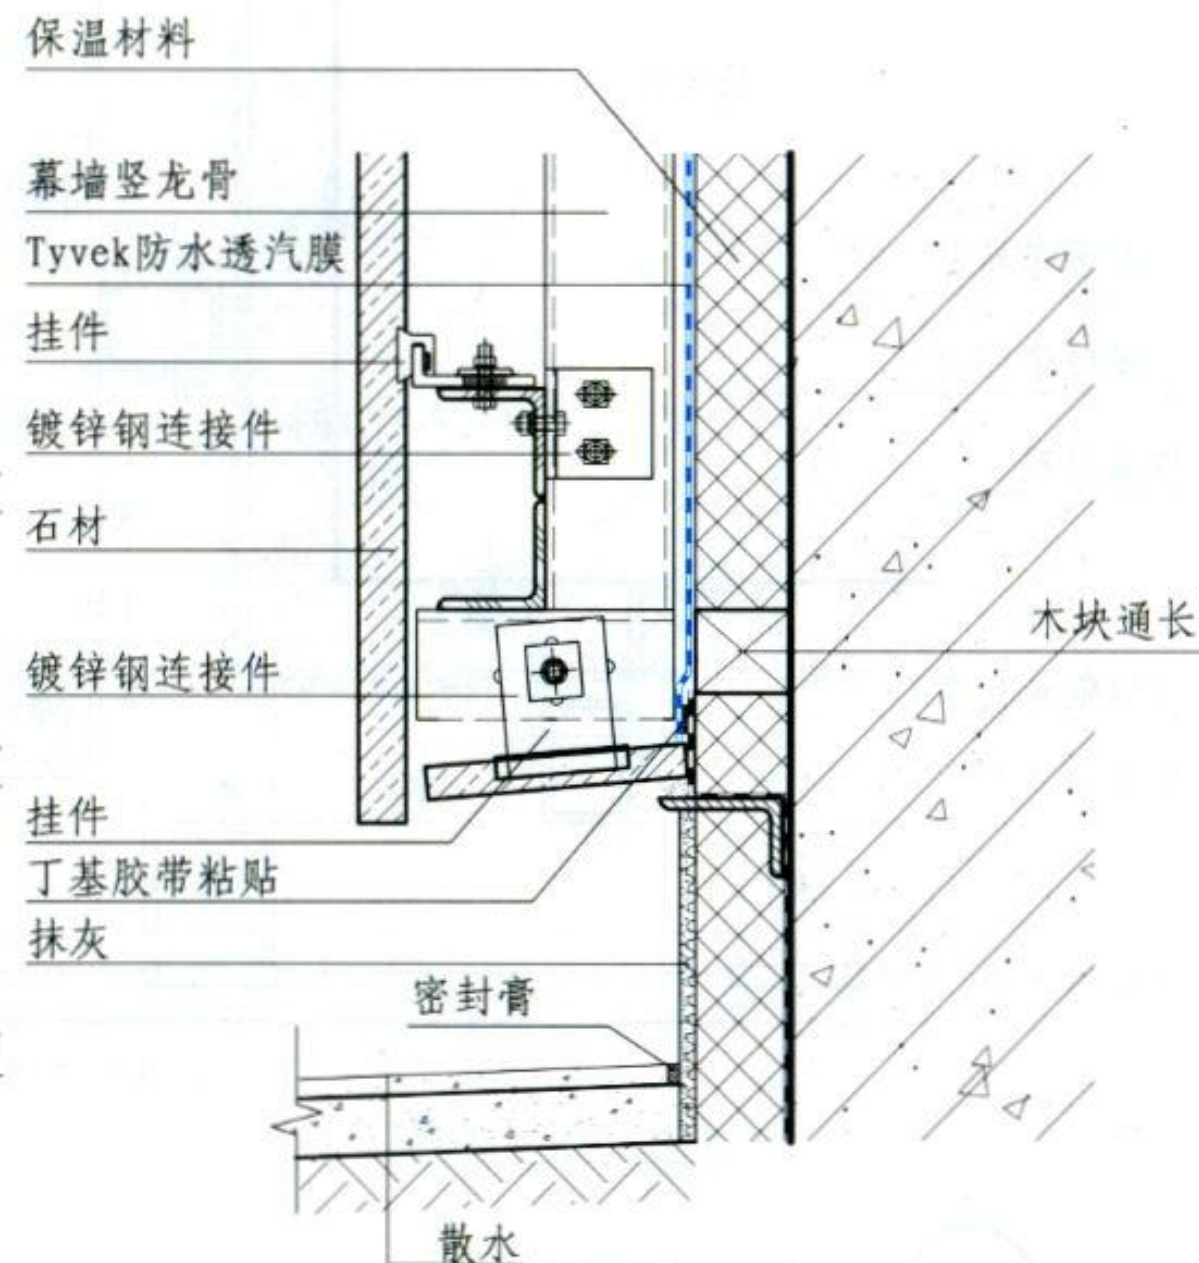 保温材料
幕墙竖龙骨
Tyvek防水透汽膜
挂件
镀锌钢连接件
石材
木块通长
镀锌钢连接件
挂件
丁基胶带粘贴
抹灰
密封膏
散水